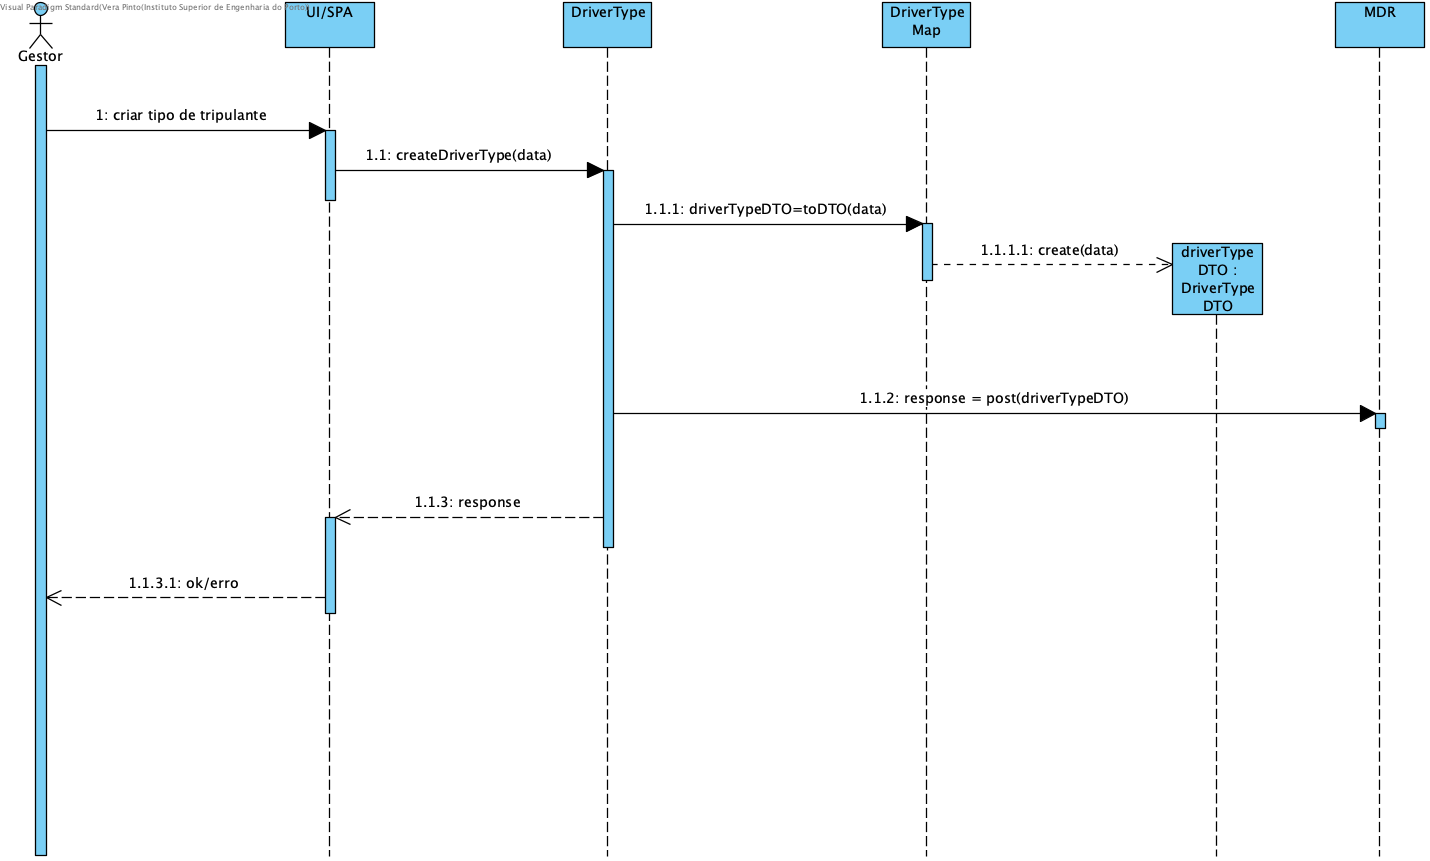 Visual Paradigm Standard(Vera Pinto(Instituto Superior de Engenharia do Porto))
Gestor
UI/SPA
DriverType
DriverType
Map
MDR
1: criar tipo de tripulante
1.1: createDriverType(data)
1.1.1: driverTypeDTO=toDTO(data)
1.1.1.1: create(data)
driverType
DTO :
DriverType
DTO
1.1.2: response = post(driverTypeDTO)
1.1.3: response
1.1.3.1: ok/erro